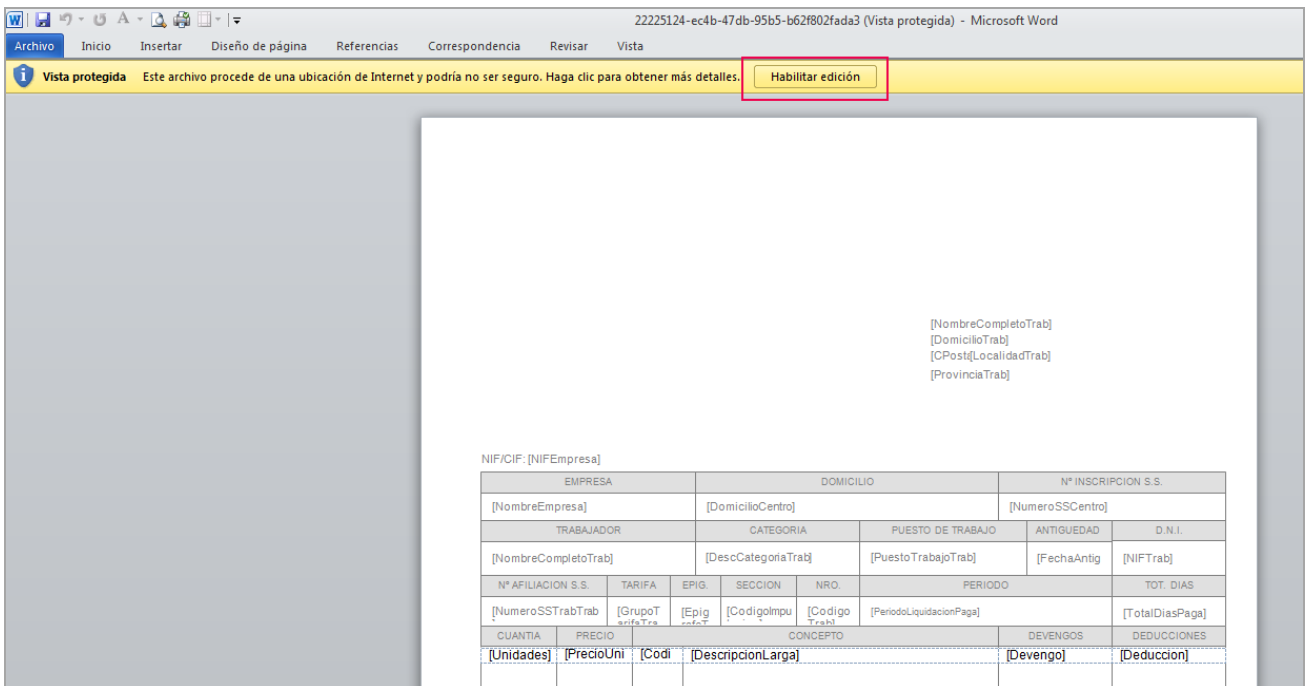 22225124-ec4b-47db-95b5-b62f802fada3 (Vista protegida) - Microsoft Word
Archivo Inicio Insertar Diseño de página Referencias Correspondencia Revisar Vista
Vista protegida Este archivo procede de una ubicación de Internet y podría no ser seguro. Haga clic para obtener más detalles. Habilitar edición
[NombreCompletoTrab]
[DomicilioTrab]
[CPost [LocalidadTrab]
[ProvinciaTrab]
NIF/CIF: [NIFEmpresa]
EMPRESA DOMICILIO Nº INSCRIPCION S.S.
[NombreEmpresa] [DomicilioCentro] [NumeroSSCentro]
TRABAJADOR CATEGORIA PUESTO DE TRABAJO ANTIGUEDAD D.N.I.
[NombreCompletoTrab] [DescCategoriaTrab] [PuestoTrabajoTrab] [FechaAntig [NIFTrab]
Nº AFILIACION S.S. TARIFA EPIG. SECCION NRO. PERIODO TOT. DIAS
[NumeroSSTrabTrab [GrupoT [Epig [CodigoImpu [Codigo [PeriodoLiquidacionPaga] [TotalDiasPaga]
CUANTIA PRECIO CONCEPTO DEVENGOS DEDUCCIONES
[Unidades] [PrecioUni [Codi [DescripcionLarga] [Devengo] [Deduccion]